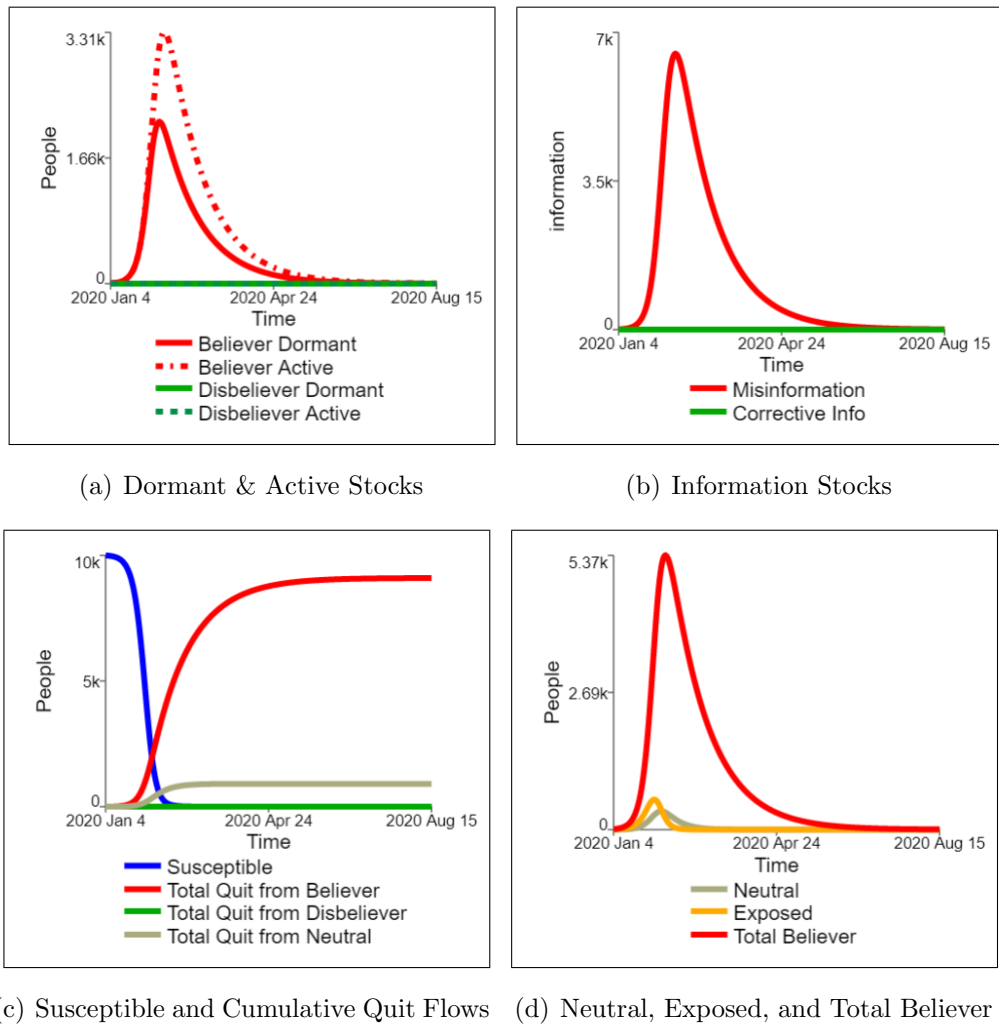 3.31k
1.66k
0
People
2020 Jan 4
2020 Apr 24
2020 Aug 15
Time
Believer Dormant
Believer Active
Disbeliever Dormant
Disbeliever Active
(a) Dormant & Active Stocks
7k
3.5k
0
information
2020 Jan 4
2020 Apr 24
2020 Aug 15
Time
Misinformation
Corrective Info
(b) Information Stocks
10k
5k
0
People
2020 Jan 4
2020 Apr 24
2020 Aug 15
Time
Susceptible
Total Quit from Believer
Total Quit from Disbeliever
Total Quit from Neutral
c) Susceptible and Cumulative Quit Flows
5.37k
2.69k
0
People
2020 Jan 4
2020 Apr 24
2020 Aug 15
Time
Neutral
Exposed
Total Believer
(d) Neutral, Exposed, and Total Believer